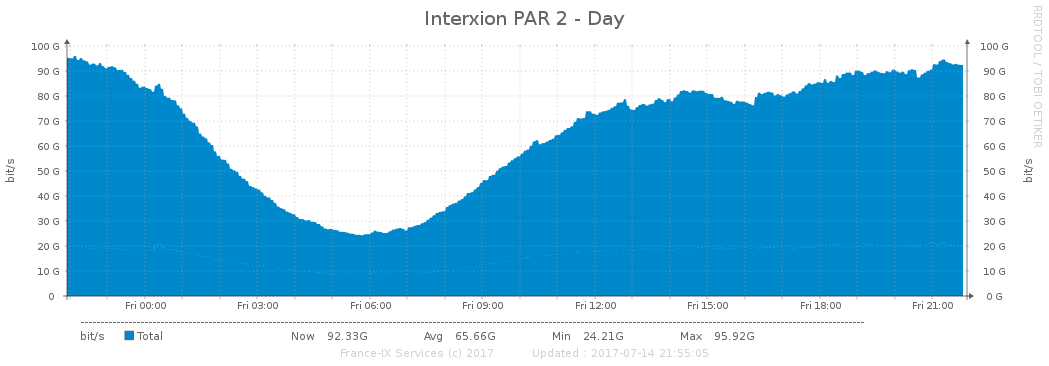 Interxion PAR 2 - Day
RRDTOOL / TOBI OETIKER
100 G 100 G
90 G 90 G
80 G 80 G
70 G 70 G
60 G 60 G
50 G 50 G
40 G 40 G
30 G 30 G
20 G 20 G
10 G 10 G
0 0 G
bit/s bit/s
Fri 00:00 Fri 03:00 Fri 06:00 Fri 09:00 Fri 12:00 Fri 15:00 Fri 18:00 Fri 21:00
bit/s Total Now 92.33G Avg 65.66G Min 24.21G Max 95.92G
France-IX Services (c) 2017 Updated : 2017-07-14 21:55:05